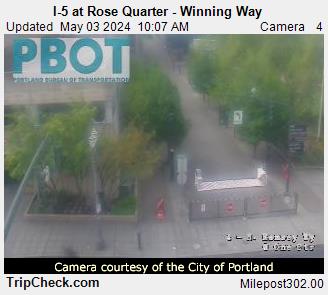 I-5 at Rose Quarter - Winning Way
Updated May 03 2024 10:07 AM Camera 4
PBOT
PORTLAND BUREAU OF TRANSPORTATION
Camera courtesy of the City of Portland
TripCheck.com Milepost302.00